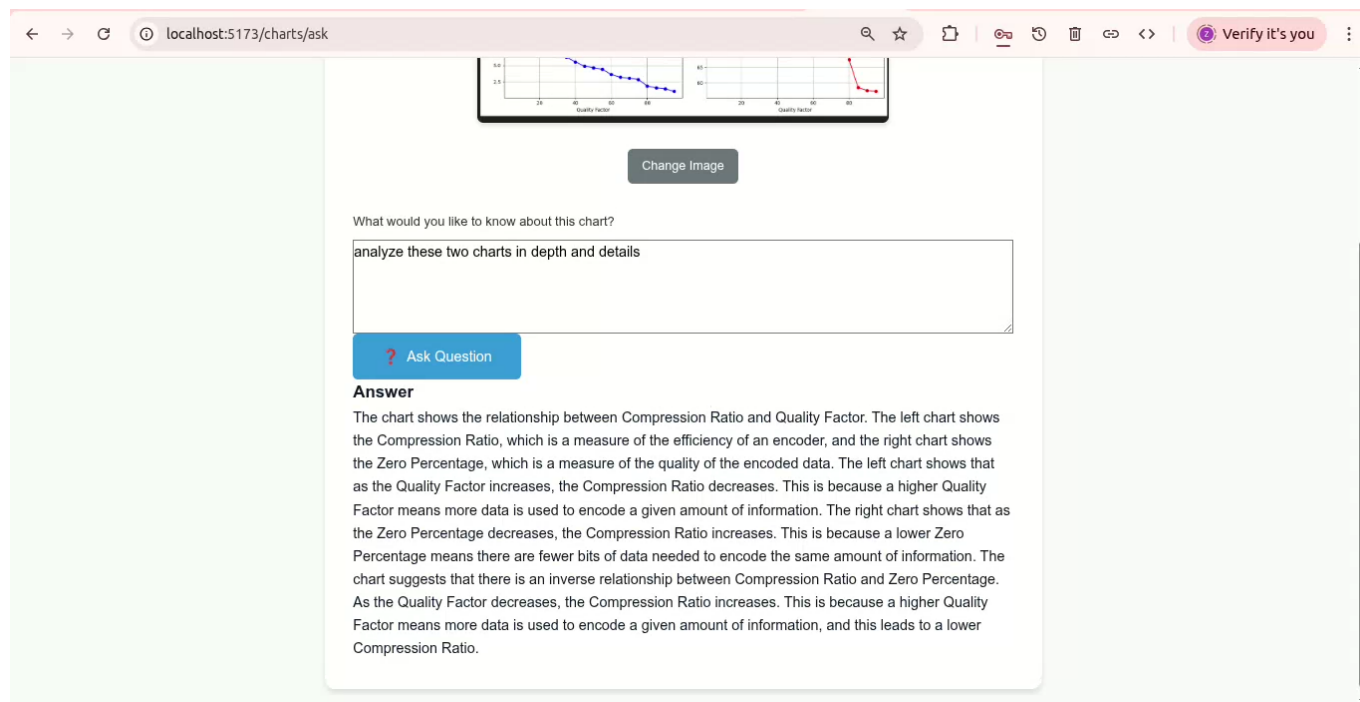 localhost:5173/charts/ask
Verify it's you
20 40 60 80 20 40 60 80
Quality Factor Quality Factor
Change Image
What would you like to know about this chart?
analyze these two charts in depth and details
❓ Ask Question
Answer
The chart shows the relationship between Compression Ratio and Quality Factor. The left chart shows
the Compression Ratio, which is a measure of the efficiency of an encoder, and the right chart shows
the Zero Percentage, which is a measure of the quality of the encoded data. The left chart shows that
as the Quality Factor increases, the Compression Ratio decreases. This is because a higher Quality
Factor means more data is used to encode a given amount of information. The right chart shows that as
the Zero Percentage decreases, the Compression Ratio increases. This is because a lower Zero
Percentage means there are fewer bits of data needed to encode the same amount of information. The
chart suggests that there is an inverse relationship between Compression Ratio and Zero Percentage.
As the Quality Factor decreases, the Compression Ratio increases. This is because a higher Quality
Factor means more data is used to encode a given amount of information, and this leads to a lower
Compression Ratio.